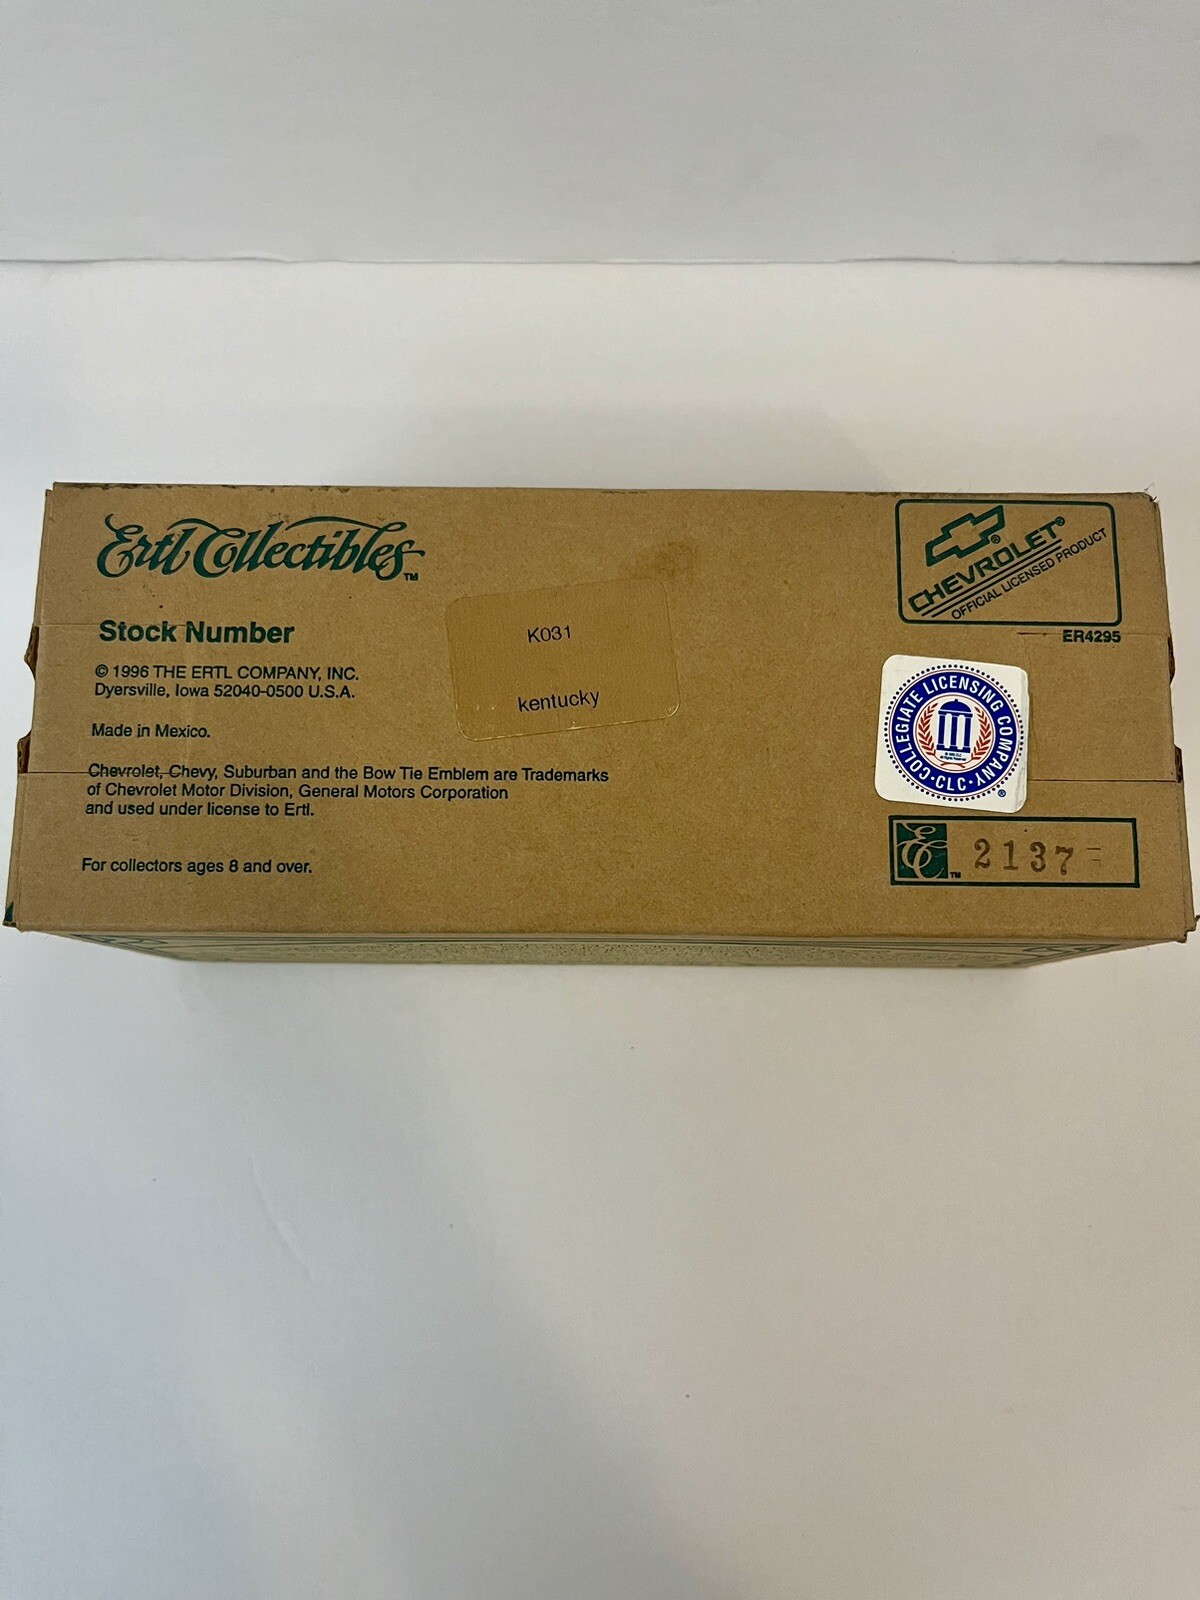 Ertl Collectibles™
Stock Number
© 1996 THE ERTL COMPANY, INC.
Dyersville, Iowa 52040-0500 U.S.A.
Made in Mexico.
Chevrolet, Chevy, Suburban and the Bow Tie Emblem are Trademarks
of Chevrolet Motor Division, General Motors Corporation
and used under license to Ertl.
For collectors ages 8 and over.
K031
kentucky
CHEVROLET®
OFFICIAL LICENSED PRODUCT
ER4295
COLLEGIATE LICENSING COMPANY
·CLC· ®
E™ 2137